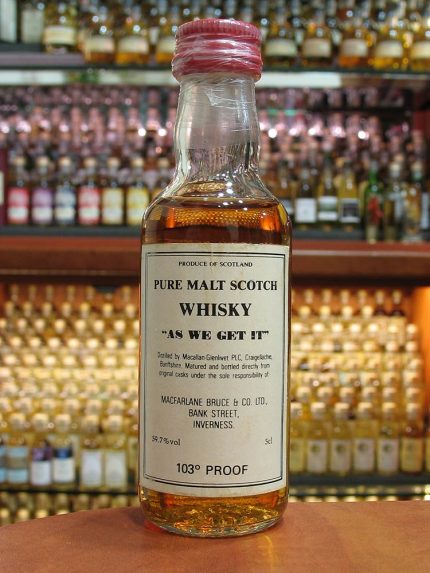 PRODUCE OF SCOTLAND
PURE MALT SCOTCH
WHISKY
"AS WE GET IT"
Distilled by Macallan-Glenlivet PLC, Craigellachie,
Banffshire. Matured and bottled directly from
original casks under the sole responsibility of:
MACFARLANE BRUCE & CO. LTD.,
BANK STREET,
INVERNESS.
59.7%vol 5cl
103° PROOF